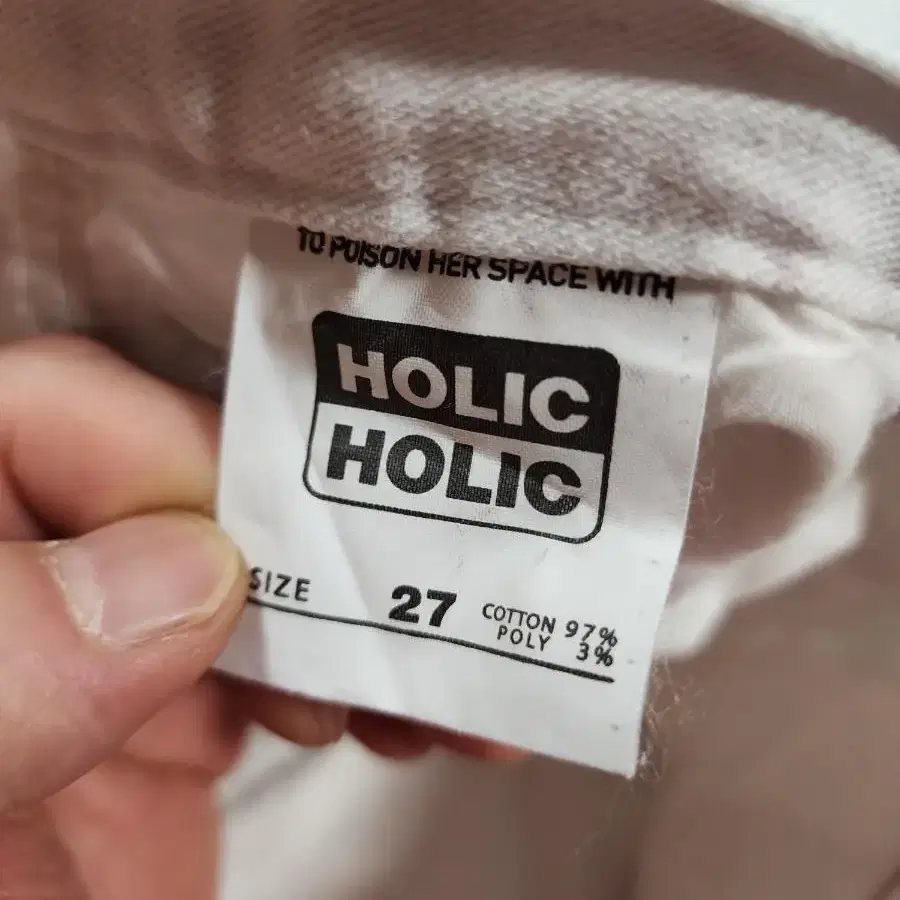 TO POISON HER SPACE WITH
HOLIC
HOLIC
SIZE 27 COTTON 97%
POLY 3%